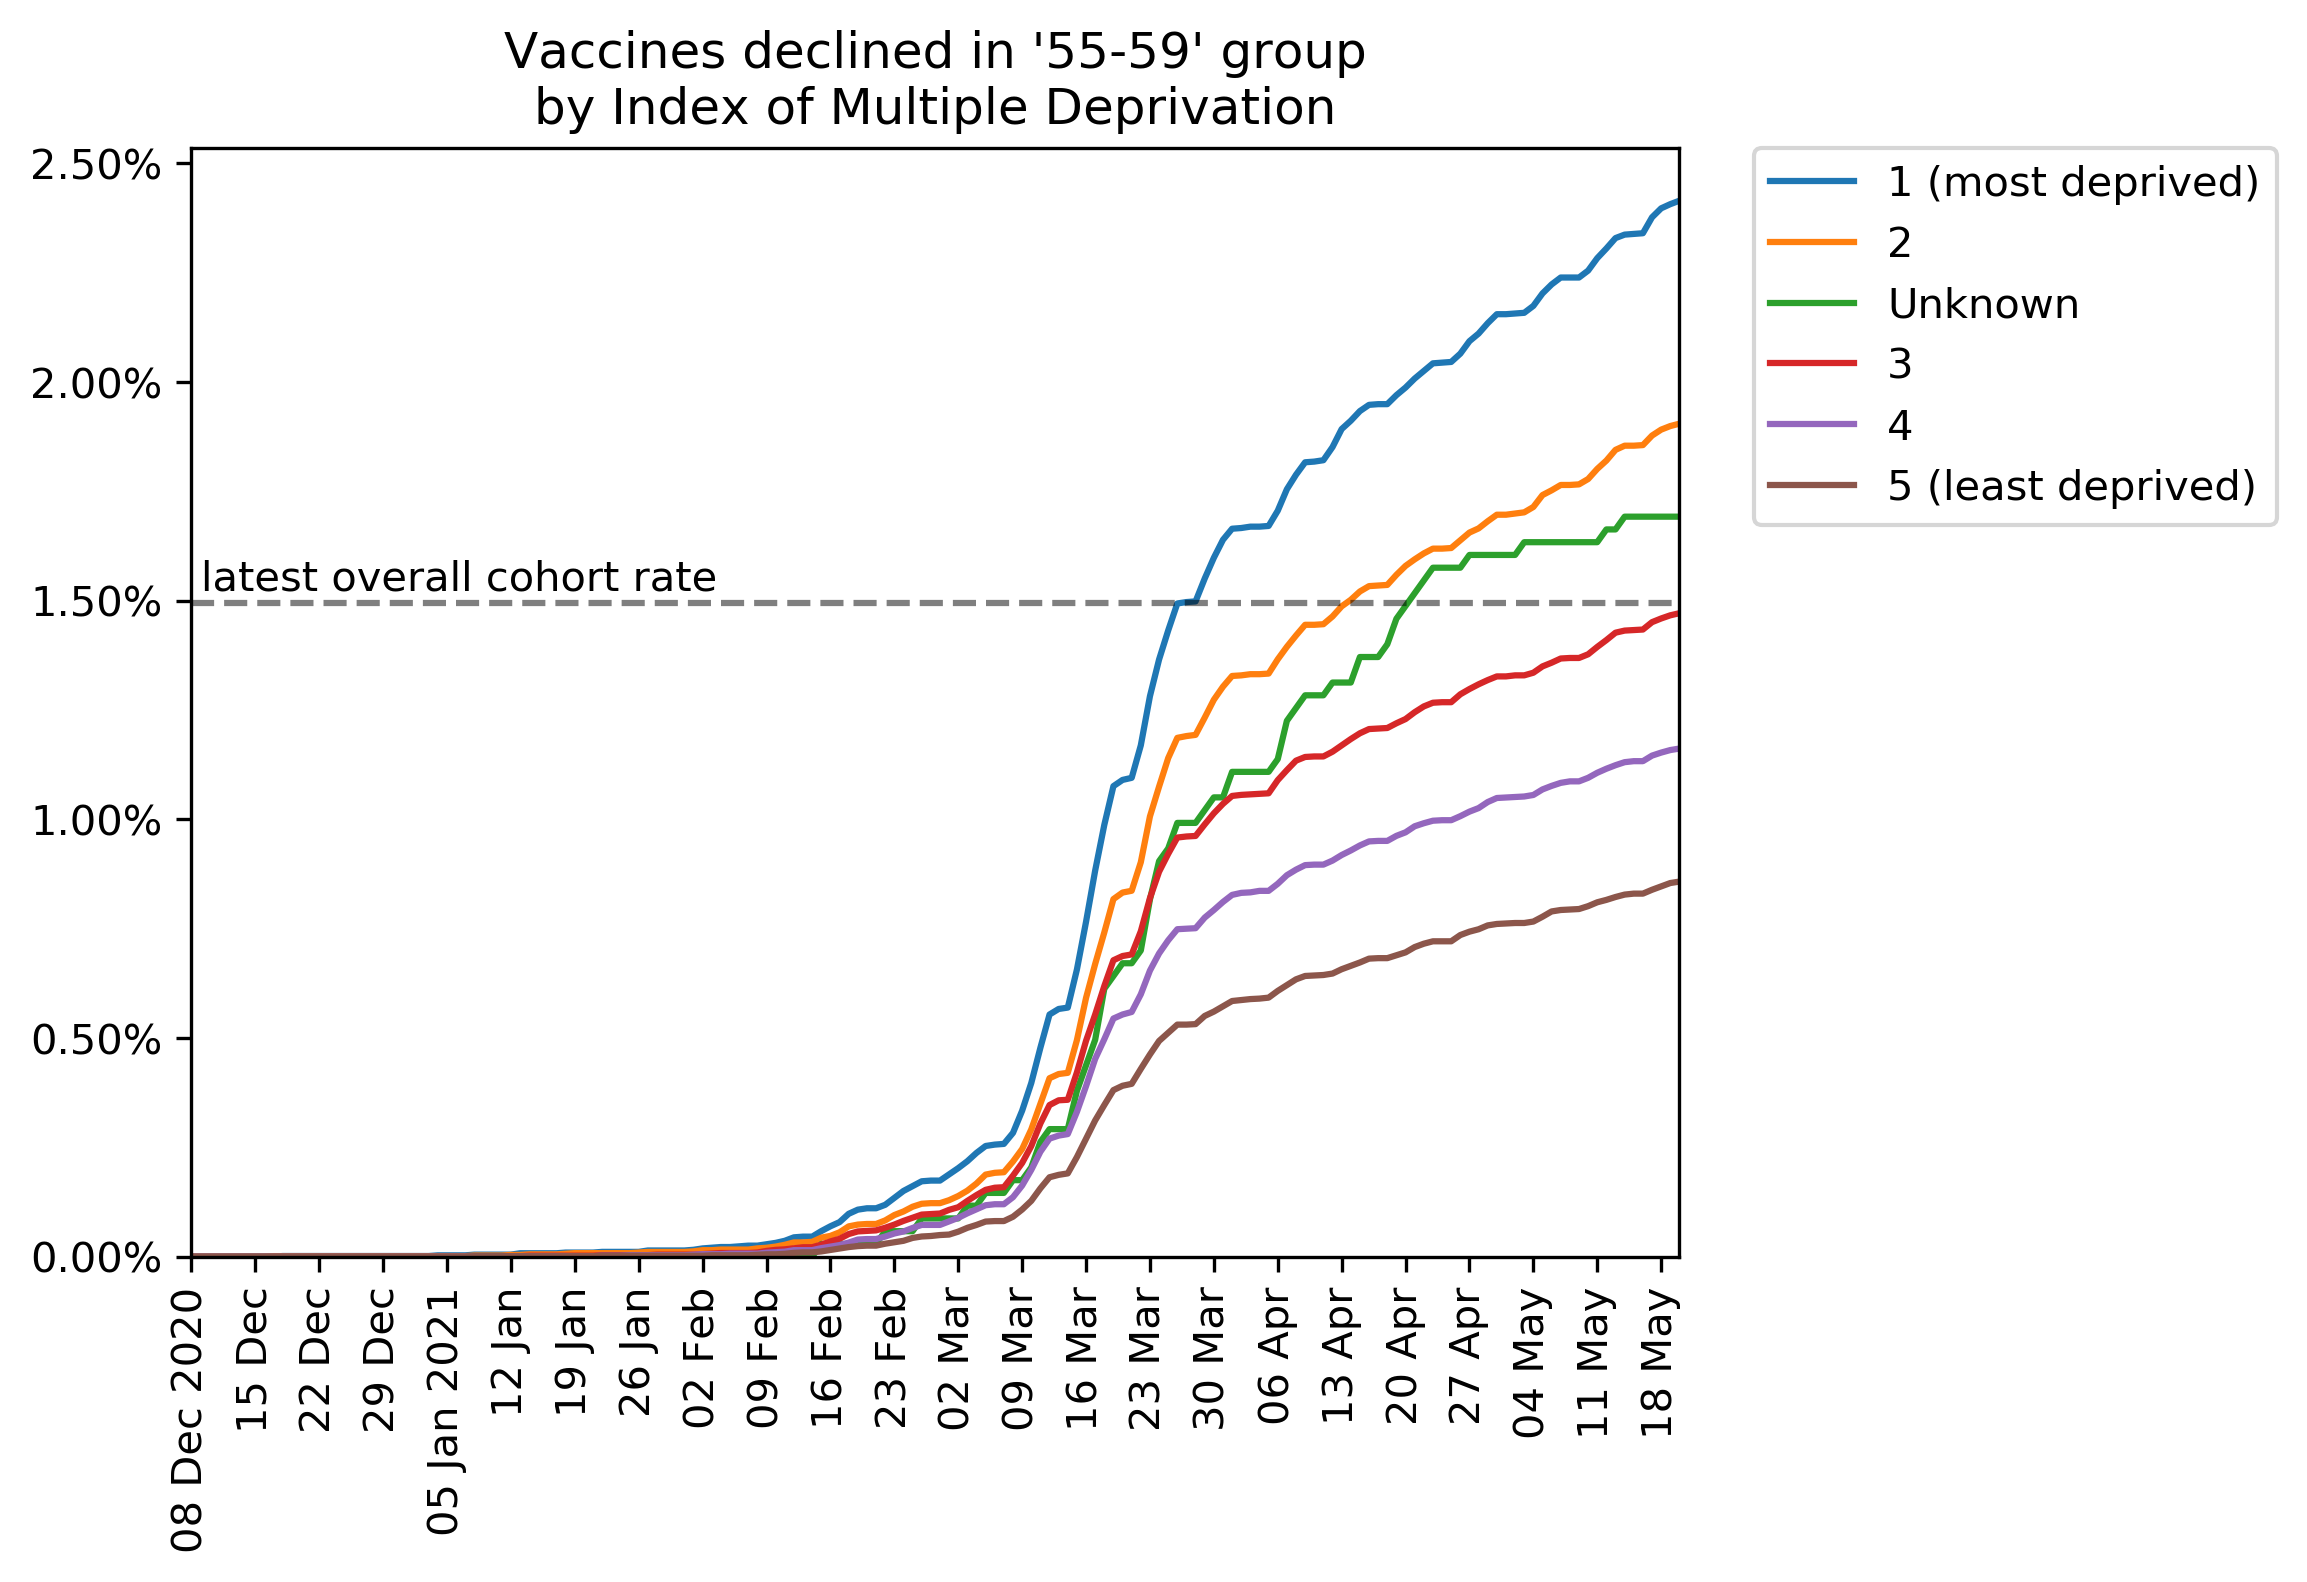 Vaccines declined in '55-59' group
by Index of Multiple Deprivation
2.50%
2.00%
1.50%
1.00%
0.50%
0.00%
latest overall cohort rate
08 Dec 2020
15 Dec
22 Dec
29 Dec
05 Jan 2021
12 Jan
19 Jan
26 Jan
02 Feb
09 Feb
16 Feb
23 Feb
02 Mar
09 Mar
16 Mar
23 Mar
30 Mar
06 Apr
13 Apr
20 Apr
27 Apr
04 May
11 May
18 May
1 (most deprived)
2
Unknown
3
4
5 (least deprived)